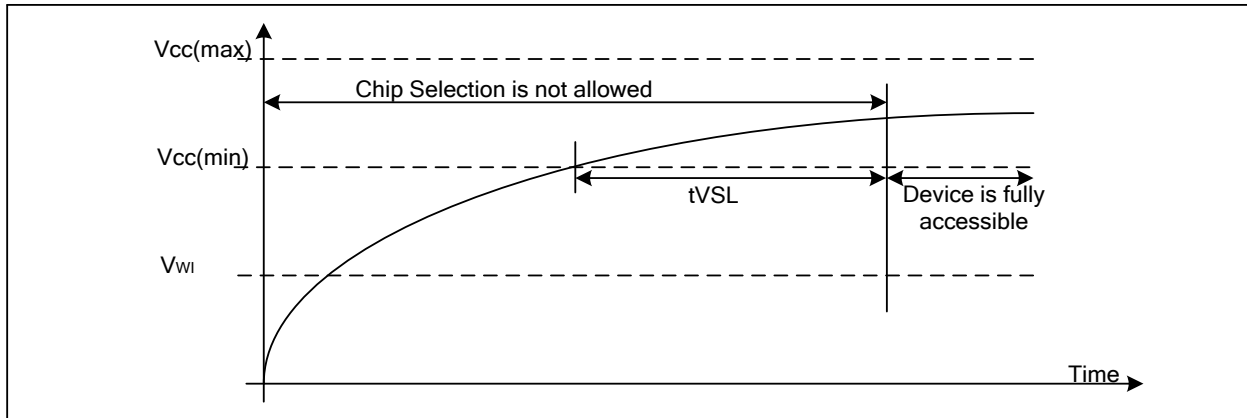 Vcc(max)
Chip Selection is not allowed
Vcc(min)
tVSL
Device is fully
accessible
VWI
Time